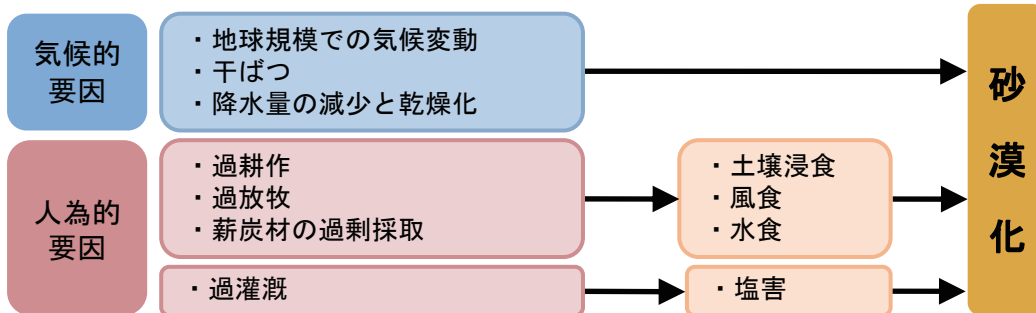 気候的
要因
・地球規模での気候変動
・干ばつ
・降水量の減少と乾燥化
人為的
要因
・過耕作
・過放牧
・薪炭材の過剰採取
・土壌浸食
・風食
・水食
・過灌漑
・塩害
砂漠化